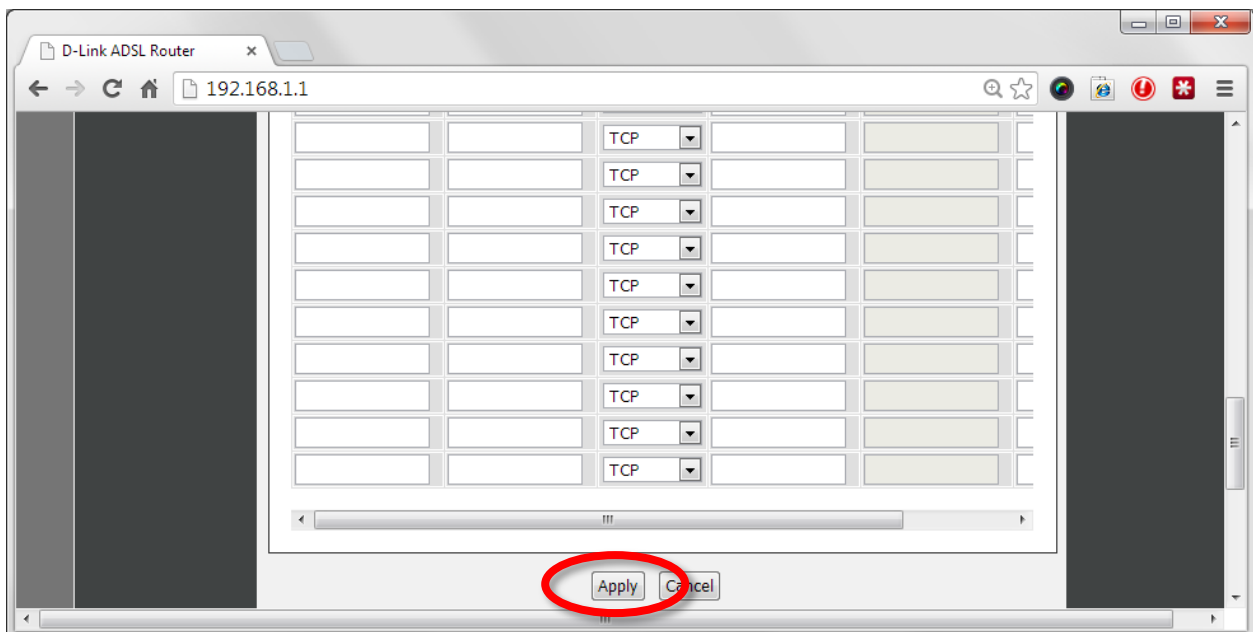 D-Link ADSL Router
192.168.1.1
TCP
TCP
TCP
TCP
TCP
TCP
TCP
TCP
TCP
TCP
Apply Cancel